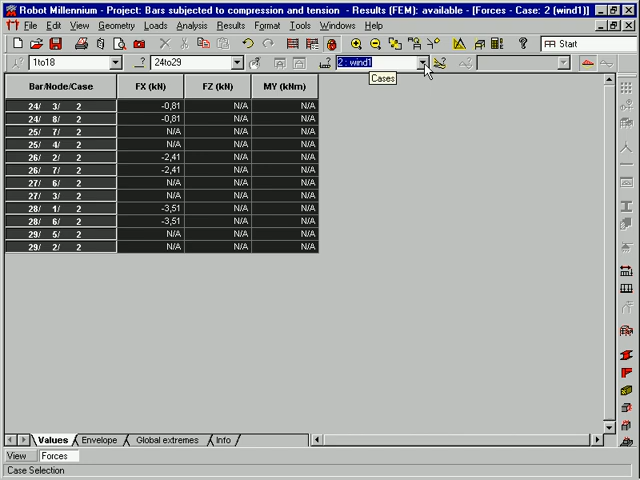 Robot Millennium - Project: Bars subjected to compression and tension - Results (FEM): available - [Forces - Case: 2 (wind1)]
File Edit View Geometry Loads Analysis Results Format Tools Windows Help
Start
1to18 24to29 2 : wind1
Cases
Bar/Node/Case FX (kN) FZ (kN) MY (kNm)
24/ 3/ 2 -0,81 N/A N/A
24/ 8/ 2 -0,81 N/A N/A
25/ 7/ 2 N/A N/A N/A
25/ 4/ 2 N/A N/A N/A
26/ 2/ 2 -2,41 N/A N/A
26/ 7/ 2 -2,41 N/A N/A
27/ 6/ 2 N/A N/A N/A
27/ 3/ 2 N/A N/A N/A
28/ 1/ 2 -3,51 N/A N/A
28/ 6/ 2 -3,51 N/A N/A
29/ 5/ 2 N/A N/A N/A
29/ 2/ 2 N/A N/A N/A
Values Envelope Global extremes Info
View Forces
Case Selection